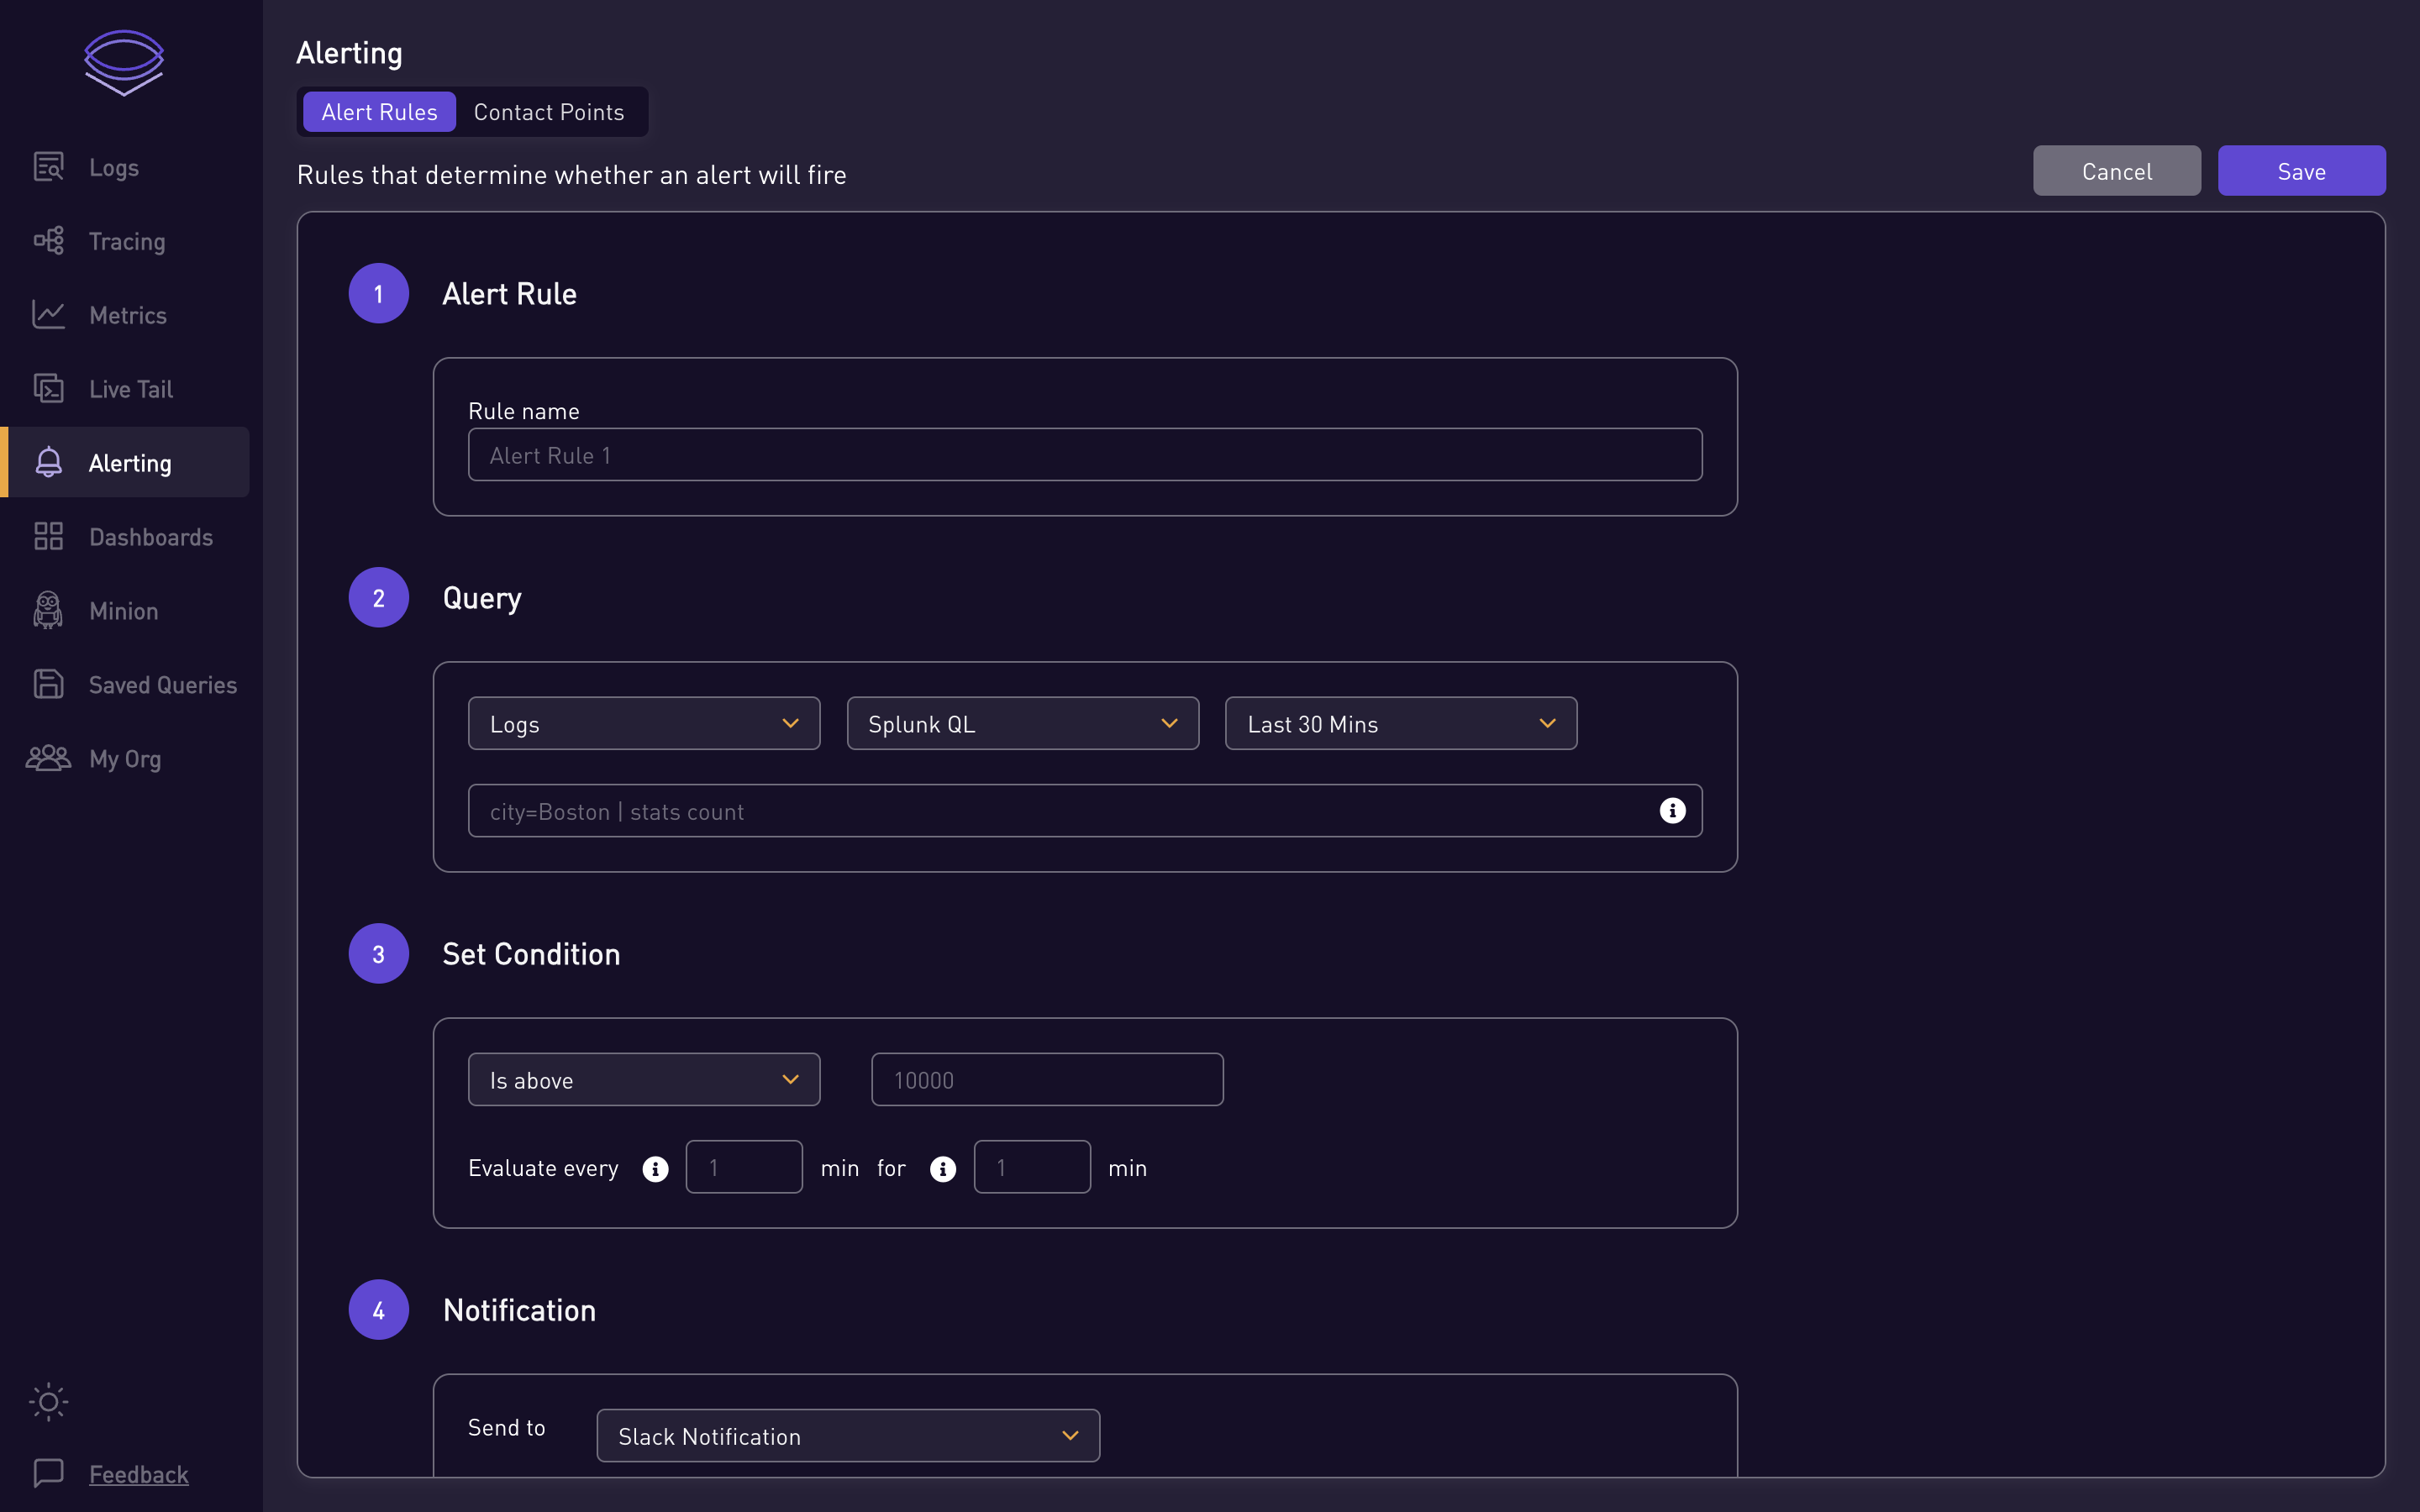 Logs
Tracing
Metrics
Live Tail
Alerting
Dashboards
Minion
Saved Queries
My Org
Feedback
Alerting
Alert Rules Contact Points
Rules that determine whether an alert will fire
Cancel Save
1 Alert Rule
Rule name
Alert Rule 1
2 Query
Logs Splunk QL Last 30 Mins
city=Boston | stats count
3 Set Condition
Is above 10000
Evaluate every 1 min for 1 min
4 Notification
Send to Slack Notification